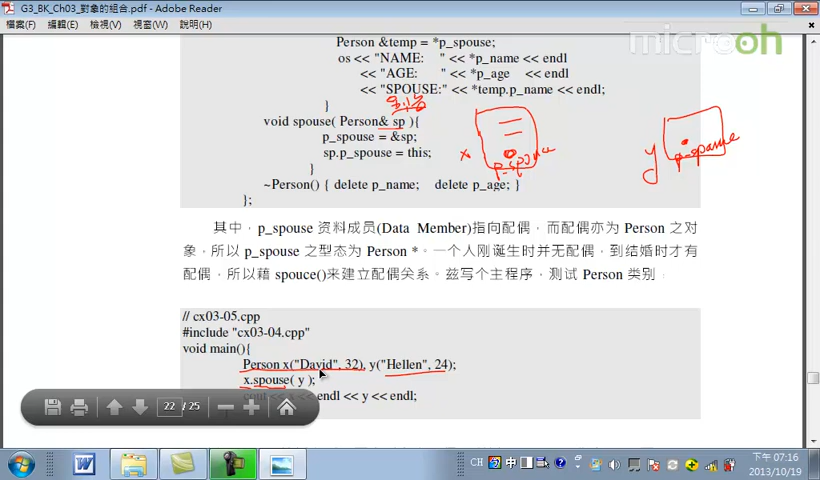 G3_BK_Ch03_對象的組合.pdf - Adobe Reader
檔案(F) 編輯(E) 檢視(V) 視窗(W) 說明(H)
microoh
Person &temp = *p_spouse;
os << "NAME: " << *p_name << endl
<< "AGE: " << *p_age << endl
<< "SPOUSE:" << *temp.p_name << endl;
}
void spouse( Person& sp ){
p_spouse = &sp;
sp.p_spouse = this;
}
~Person() { delete p_name; delete p_age; }
};
x
p-spouse
y
p-spouse
其中，p_spouse 资料成员(Data Member)指向配偶，而配偶亦为 Person 之对
象，所以 p_spouse 之型态为 Person *。一个人刚诞生时并无配偶，到结婚时才有
配偶，所以藉 spouce()来建立配偶关系。兹写个主程序，测试 Person 类别：
// cx03-05.cpp
#include "cx03-04.cpp"
void main(){
Person x("David", 32), y("Hellen", 24);
x.spouse( y );
cout << x << endl << y << endl;
22 / 25
CH 中
下午 07:16
2013/10/19